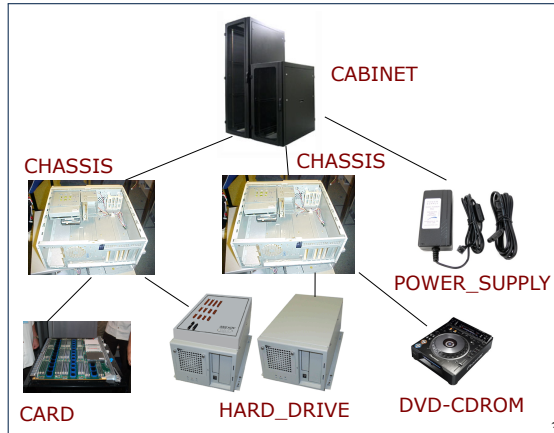 CABINET
CHASSIS
CHASSIS
POWER_SUPPLY
CARD
HARD_DRIVE
DVD-CDROM